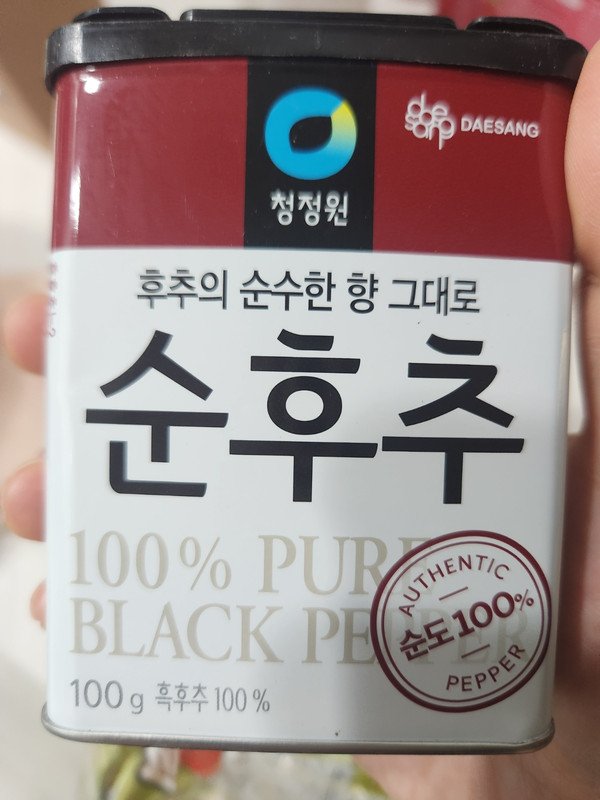 DAESANG
청정원
후추의 순수한 향 그대로
순후추
100% PURE
BLACK PEPPER
AUTHENTIC
순도100%
PEPPER
100g 흑후추 100%